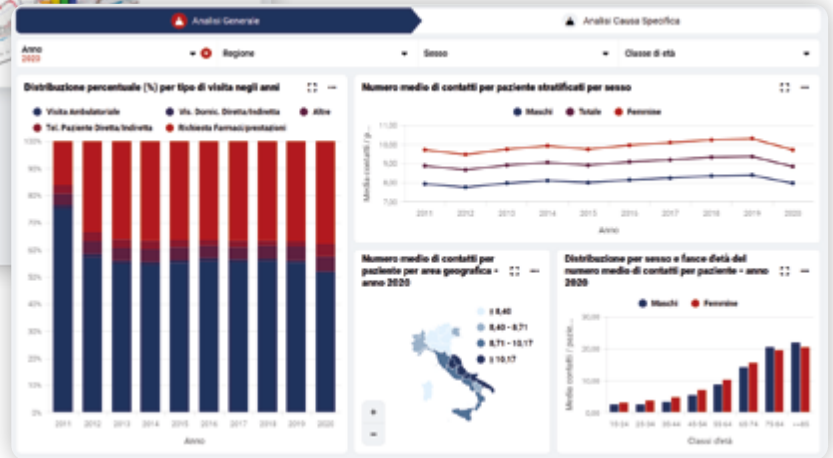 Analisi Generale
Analisi Causa Specifica
Anno
2020
Regione
Sesso
Classe di età
Distribuzione percentuale (%) per tipo di visita negli anni
Visita Ambulatoriale
Vis. Domic. Diretta/Indiretta
Altre
Tel. Paziente Diretta/Indiretta
Richiesta Farmaci/prestazioni
100%
90%
80%
70%
60%
50%
40%
30%
20%
10%
0%
2011 2012 2013 2014 2015 2016 2017 2018 2019 2020
Anno
Numero medio di contatti per paziente stratificati per sesso
Maschi Totale Femmine
Media contatti / p...
11,00
10,00
9,00
8,00
7,00
2011 2012 2013 2014 2015 2016 2017 2018 2019 2020
Anno
Numero medio di contatti per
paziente per area geografica -
anno 2020
≤ 8,40
8,40 - 8,71
8,71 - 10,17
≥ 10,17
+
−
Distribuzione per sesso e fasce d'età del
numero medio di contatti per paziente - anno
2020
Maschi Femmine
Media contatti / pazie...
30,00
20,00
10,00
0,00
15-24 25-34 35-44 45-54 55-64 65-74 75-84 >=85
Classi d'età